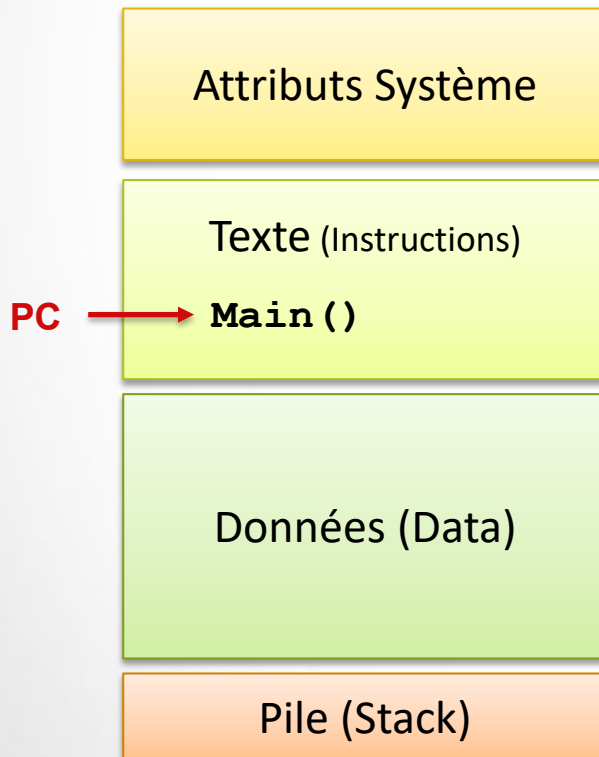 Attributs Système
Texte (Instructions)
PC
Main()
Données (Data)
Pile (Stack)